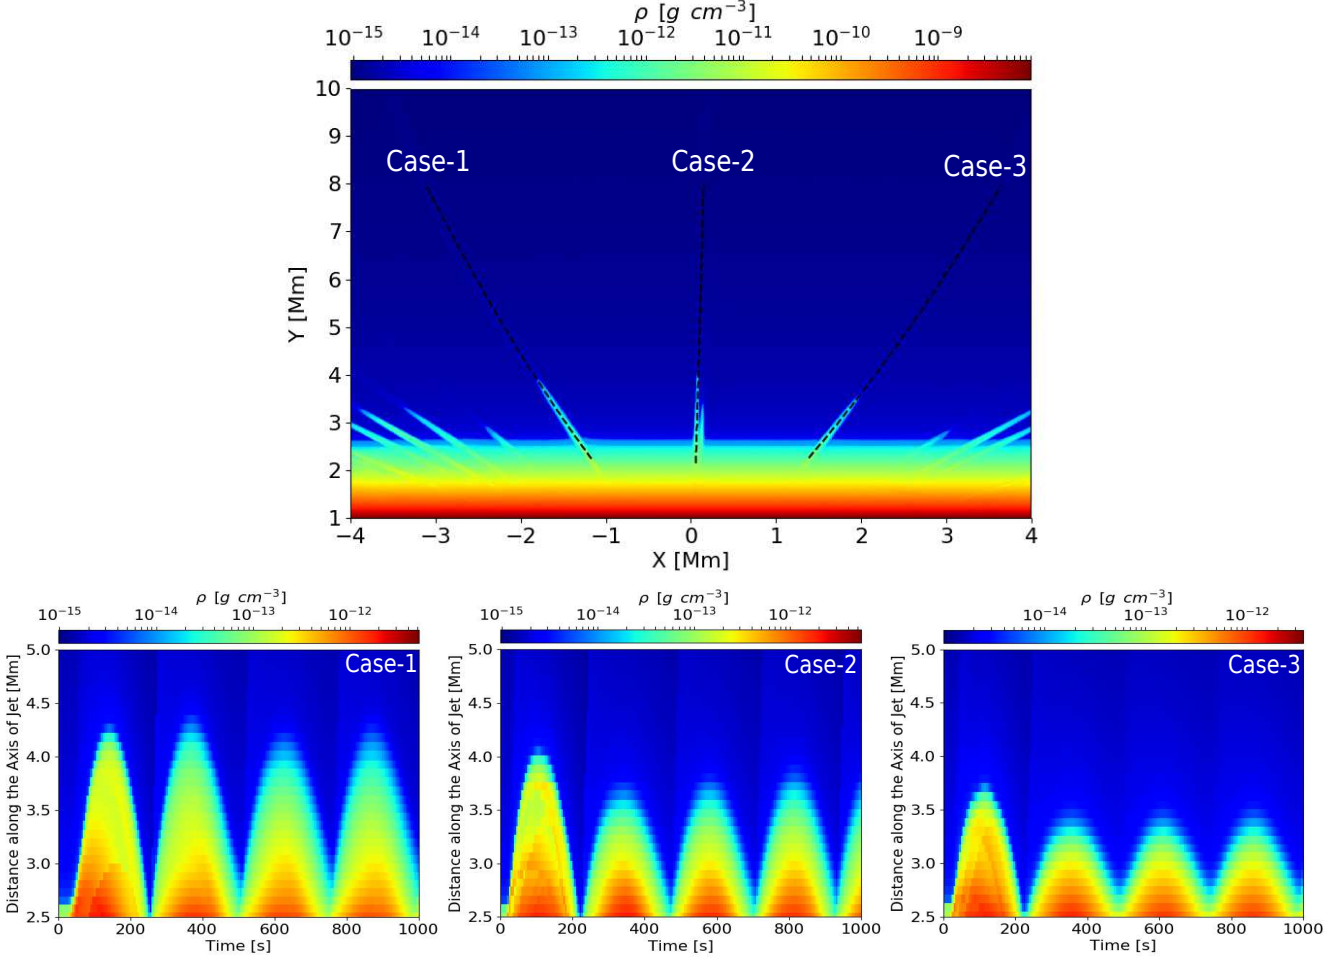 ρ [g cm⁻³]
10⁻¹⁵ 10⁻¹⁴ 10⁻¹³ 10⁻¹² 10⁻¹¹ 10⁻¹⁰ 10⁻⁹
10
9
Case-1 Case-2 Case-3
8
7
6
Y [Mm]
5
4
3
2
1
−4 −3 −2 −1 0 1 2 3 4
X [Mm]
ρ [g cm⁻³]
10⁻¹⁵ 10⁻¹⁴ 10⁻¹³ 10⁻¹²
Case-1
Distance along the Axis of Jet [Mm]
5.0
4.5
4.0
3.5
3.0
2.5
0 200 400 600 800 1000
Time [s]
ρ [g cm⁻³]
10⁻¹⁵ 10⁻¹⁴ 10⁻¹³ 10⁻¹²
Case-2
Distance along the Axis of Jet [Mm]
5.0
4.5
4.0
3.5
3.0
2.5
0 200 400 600 800 1000
Time [s]
ρ [g cm⁻³]
10⁻¹⁴ 10⁻¹³ 10⁻¹²
Case-3
Distance along the Axis of Jet [Mm]
5.0
4.5
4.0
3.5
3.0
2.5
0 200 400 600 800 1000
Time [s]